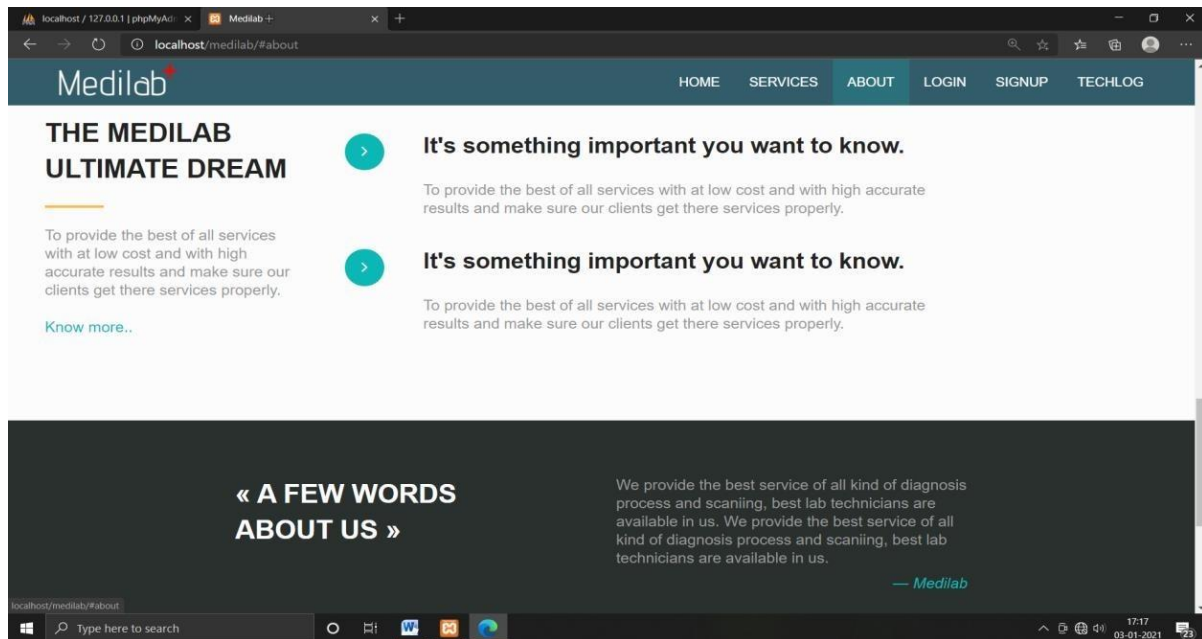 localhost / 127.0.0.1 | phpMyAd
Medilab +
localhost/medilab/#about
Medilab+
HOME SERVICES ABOUT LOGIN SIGNUP TECHLOG
THE MEDILAB
ULTIMATE DREAM
To provide the best of all services
with at low cost and with high
accurate results and make sure our
clients get there services properly.
Know more..
It's something important you want to know.
To provide the best of all services with at low cost and with high accurate
results and make sure our clients get there services properly.
It's something important you want to know.
To provide the best of all services with at low cost and with high accurate
results and make sure our clients get there services properly.
« A FEW WORDS
ABOUT US »
We provide the best service of all kind of diagnosis
process and scaniing, best lab technicians are
available in us. We provide the best service of all
kind of diagnosis process and scaniing, best lab
technicians are available in us.
— Medilab
localhost/medilab/#about
Type here to search
17:17
03-01-2021
23